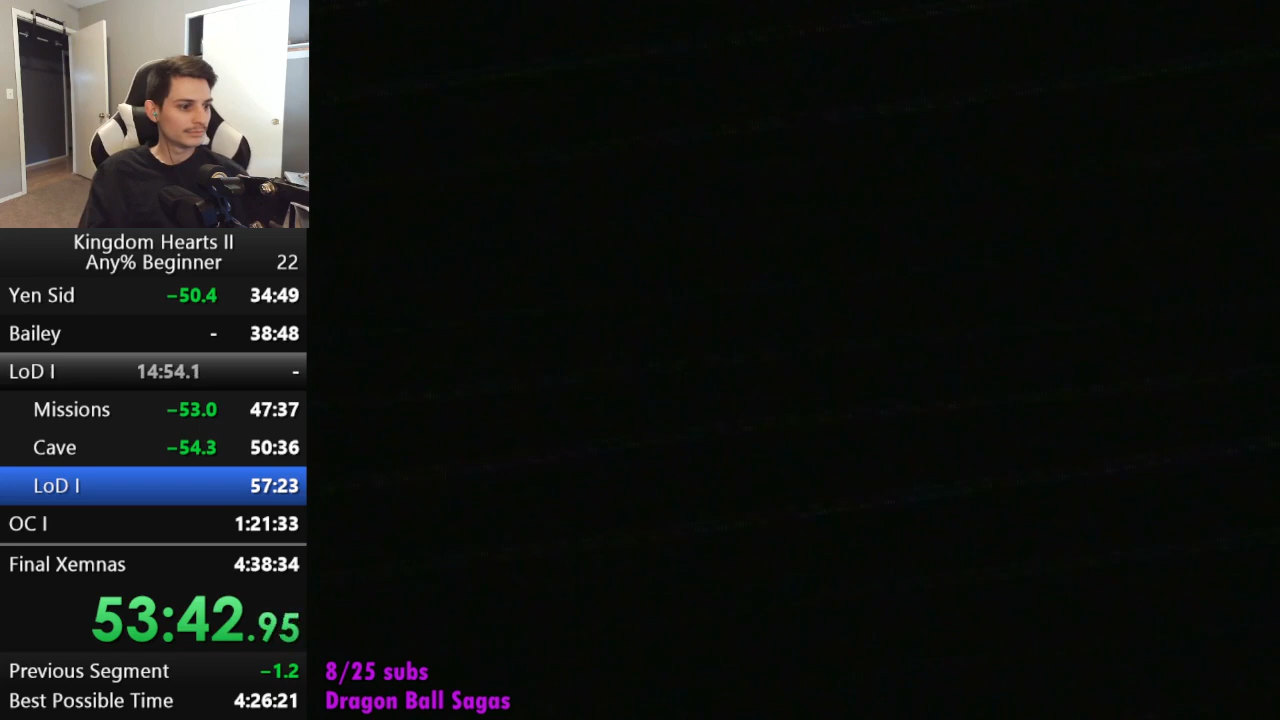 Kingdom Hearts II
Any% Beginner 22
Yen Sid −50.4 34:49
Bailey - 38:48
LoD I 14:54.1 -
Missions −53.0 47:37
Cave −54.3 50:36
LoD I 57:23
OC I 1:21:33
Final Xemnas 4:38:34
53:42.95
Previous Segment −1.2
Best Possible Time 4:26:21
8/25 subs
Dragon Ball Sagas